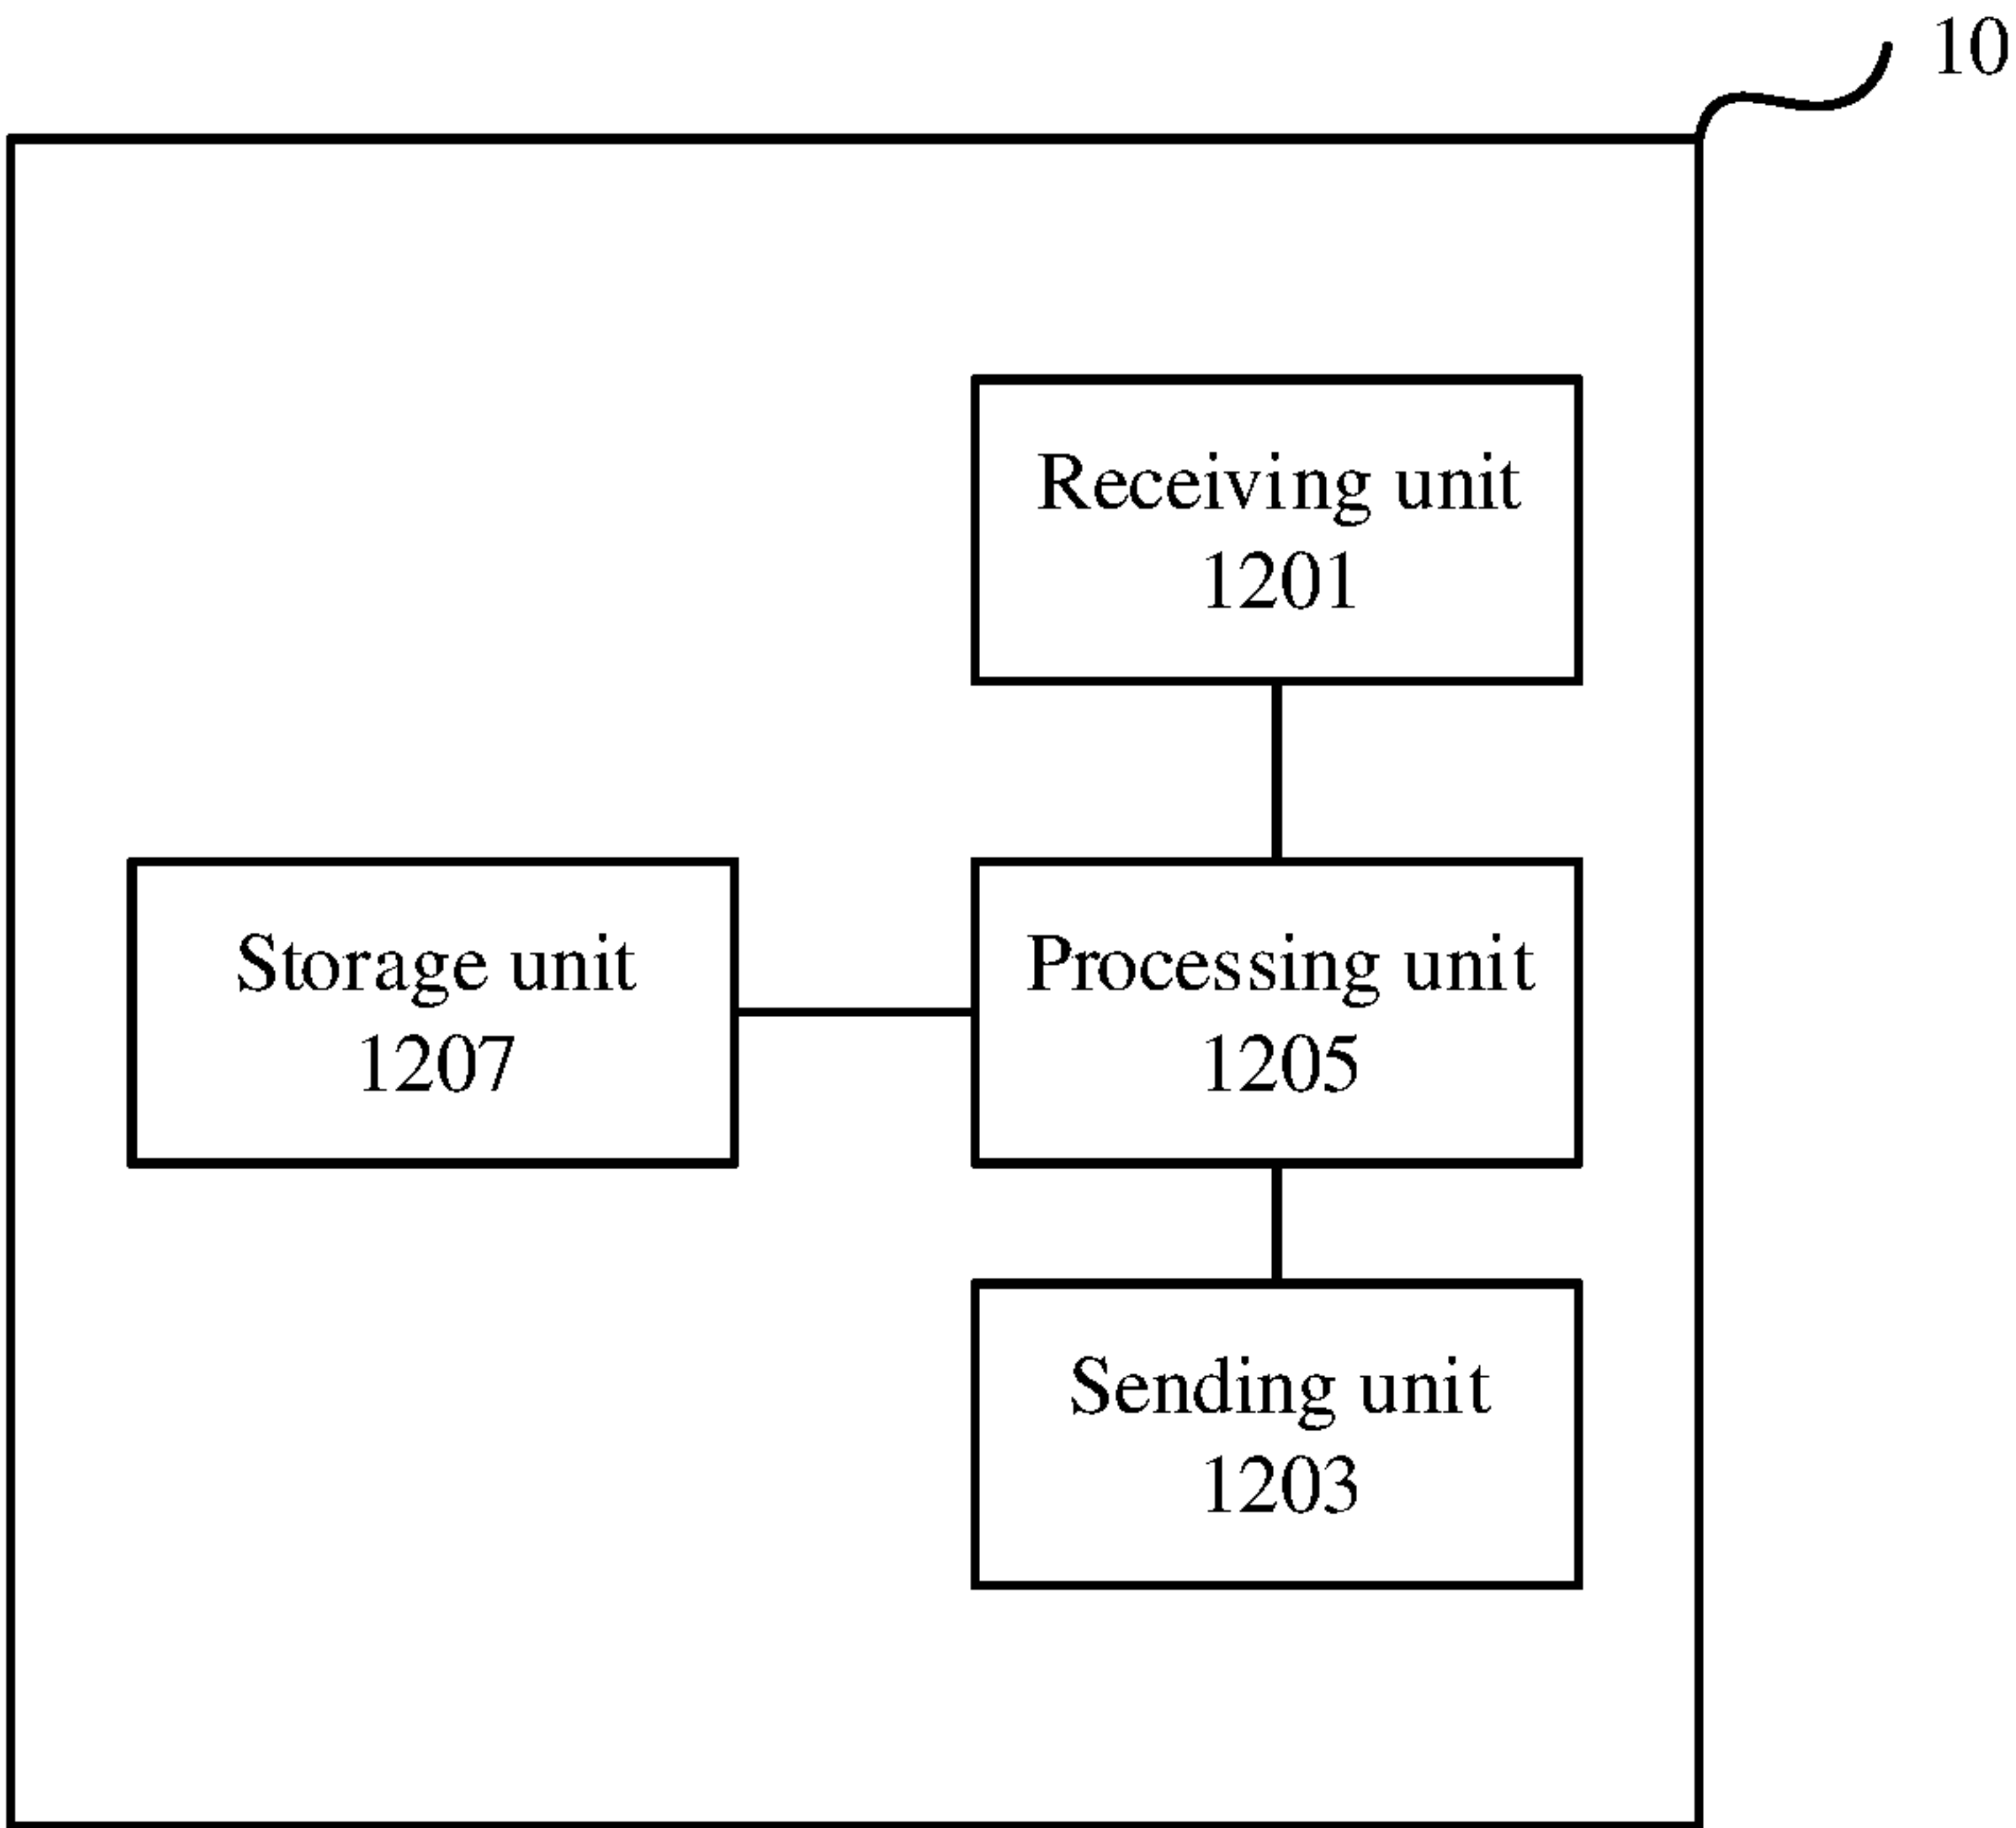 10
Receiving unit
1201
Storage unit
1207
Processing unit
1205
Sending unit
1203